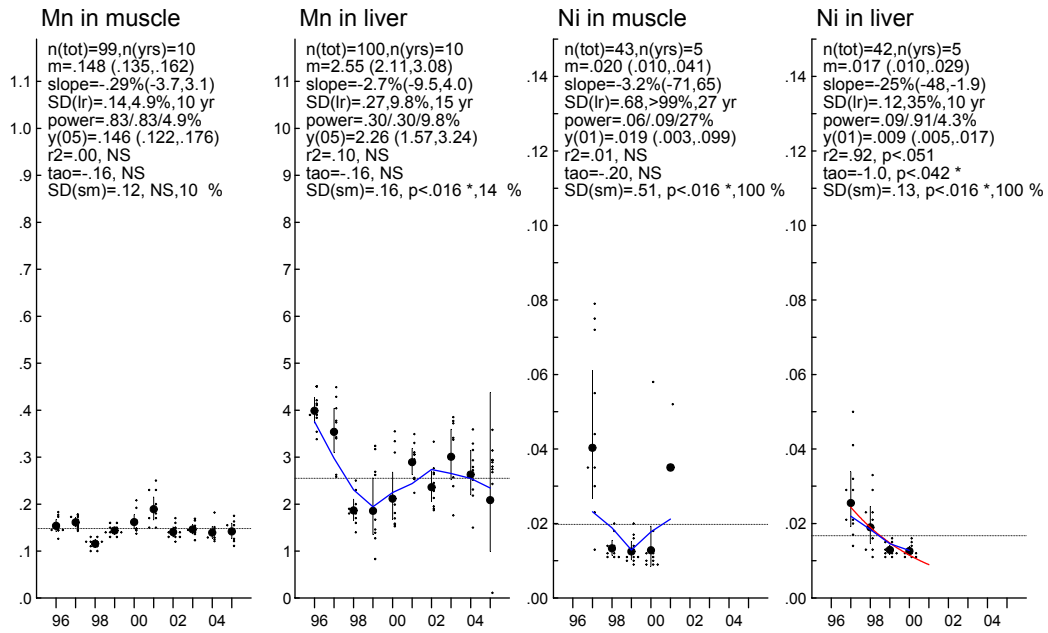 Mn in muscle
n(tot)=99,n(yrs)=10
m=.148 (.135,.162)
slope=-.29%(-3.7,3.1)
SD(lr)=.14,4.9%,10 yr
power=.83/.83/4.9%
y(05)=.146 (.122,.176)
r2=.00, NS
tao=-.16, NS
SD(sm)=.12, NS,10 %
1.1
1.0
.9
.8
.7
.6
.5
.4
.3
.2
.1
.0
96 98 00 02 04
Mn in liver
n(tot)=100,n(yrs)=10
m=2.55 (2.11,3.08)
slope=-2.7%(-9.5,4.0)
SD(lr)=.27,9.8%,15 yr
power=.30/.30/9.8%
y(05)=2.26 (1.57,3.24)
r2=.10, NS
tao=-.16, NS
SD(sm)=.16, p<.016 *,14 %
11
10
9
8
7
6
5
4
3
2
1
0
96 98 00 02 04
Ni in muscle
n(tot)=43,n(yrs)=5
m=.020 (.010,.041)
slope=-3.2%(-71,65)
SD(lr)=.68,>99%,27 yr
power=.06/.09/27%
y(01)=.019 (.003,.099)
r2=.01, NS
tao=-.20, NS
SD(sm)=.51, p<.016 *,100 %
.14
.12
.10
.08
.06
.04
.02
.00
96 98 00 02 04
Ni in liver
n(tot)=42,n(yrs)=5
m=.017 (.010,.029)
slope=-25%(-48,-1.9)
SD(lr)=.12,35%,10 yr
power=.09/.91/4.3%
y(01)=.009 (.005,.017)
r2=.92, p<.051
tao=-1.0, p<.042 *
SD(sm)=.13, p<.016 *,100 %
.14
.12
.10
.08
.06
.04
.02
.00
96 98 00 02 04